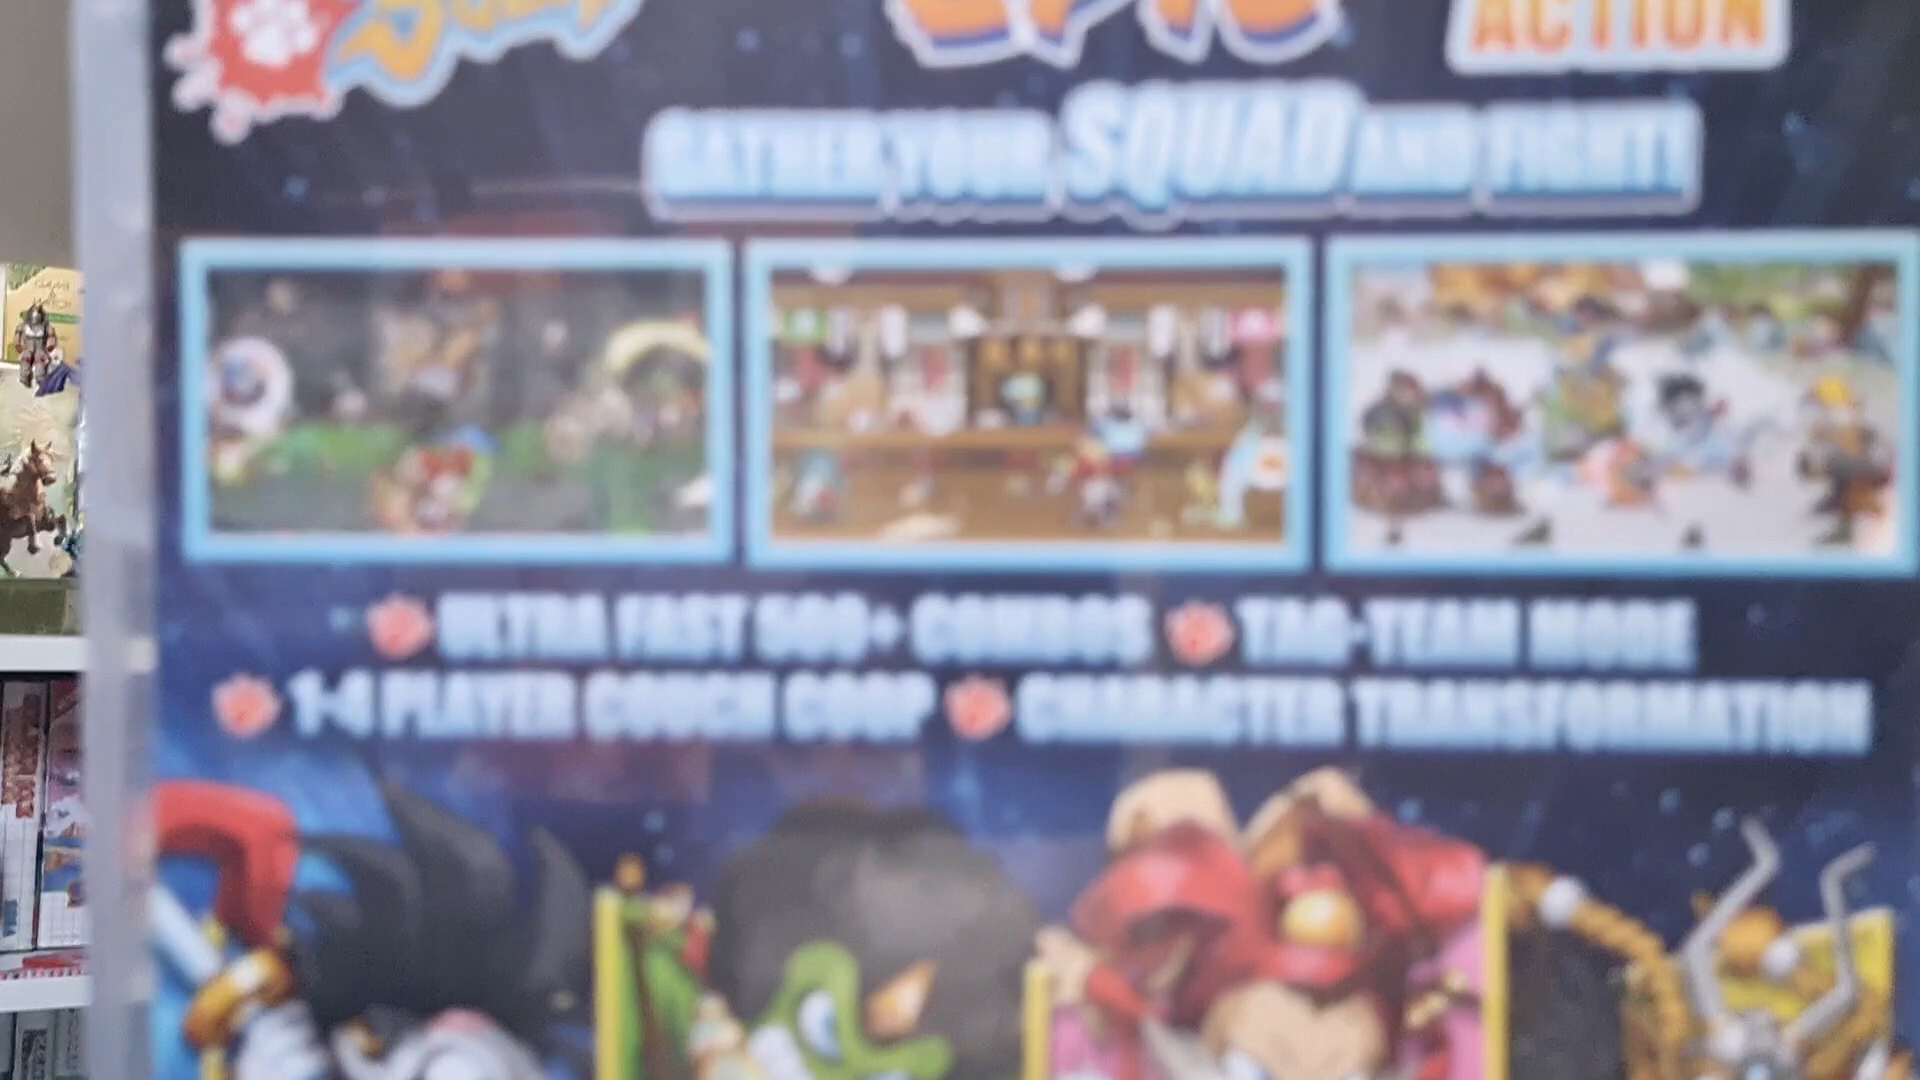 EPIC
ACTION
GATHER YOUR SQUAD AND FIGHT!
ULTRA FAST 500+ COMBOS TAG-TEAM MODE
1-4 PLAYER COUCH COOP CHARACTER TRANSFORMATION